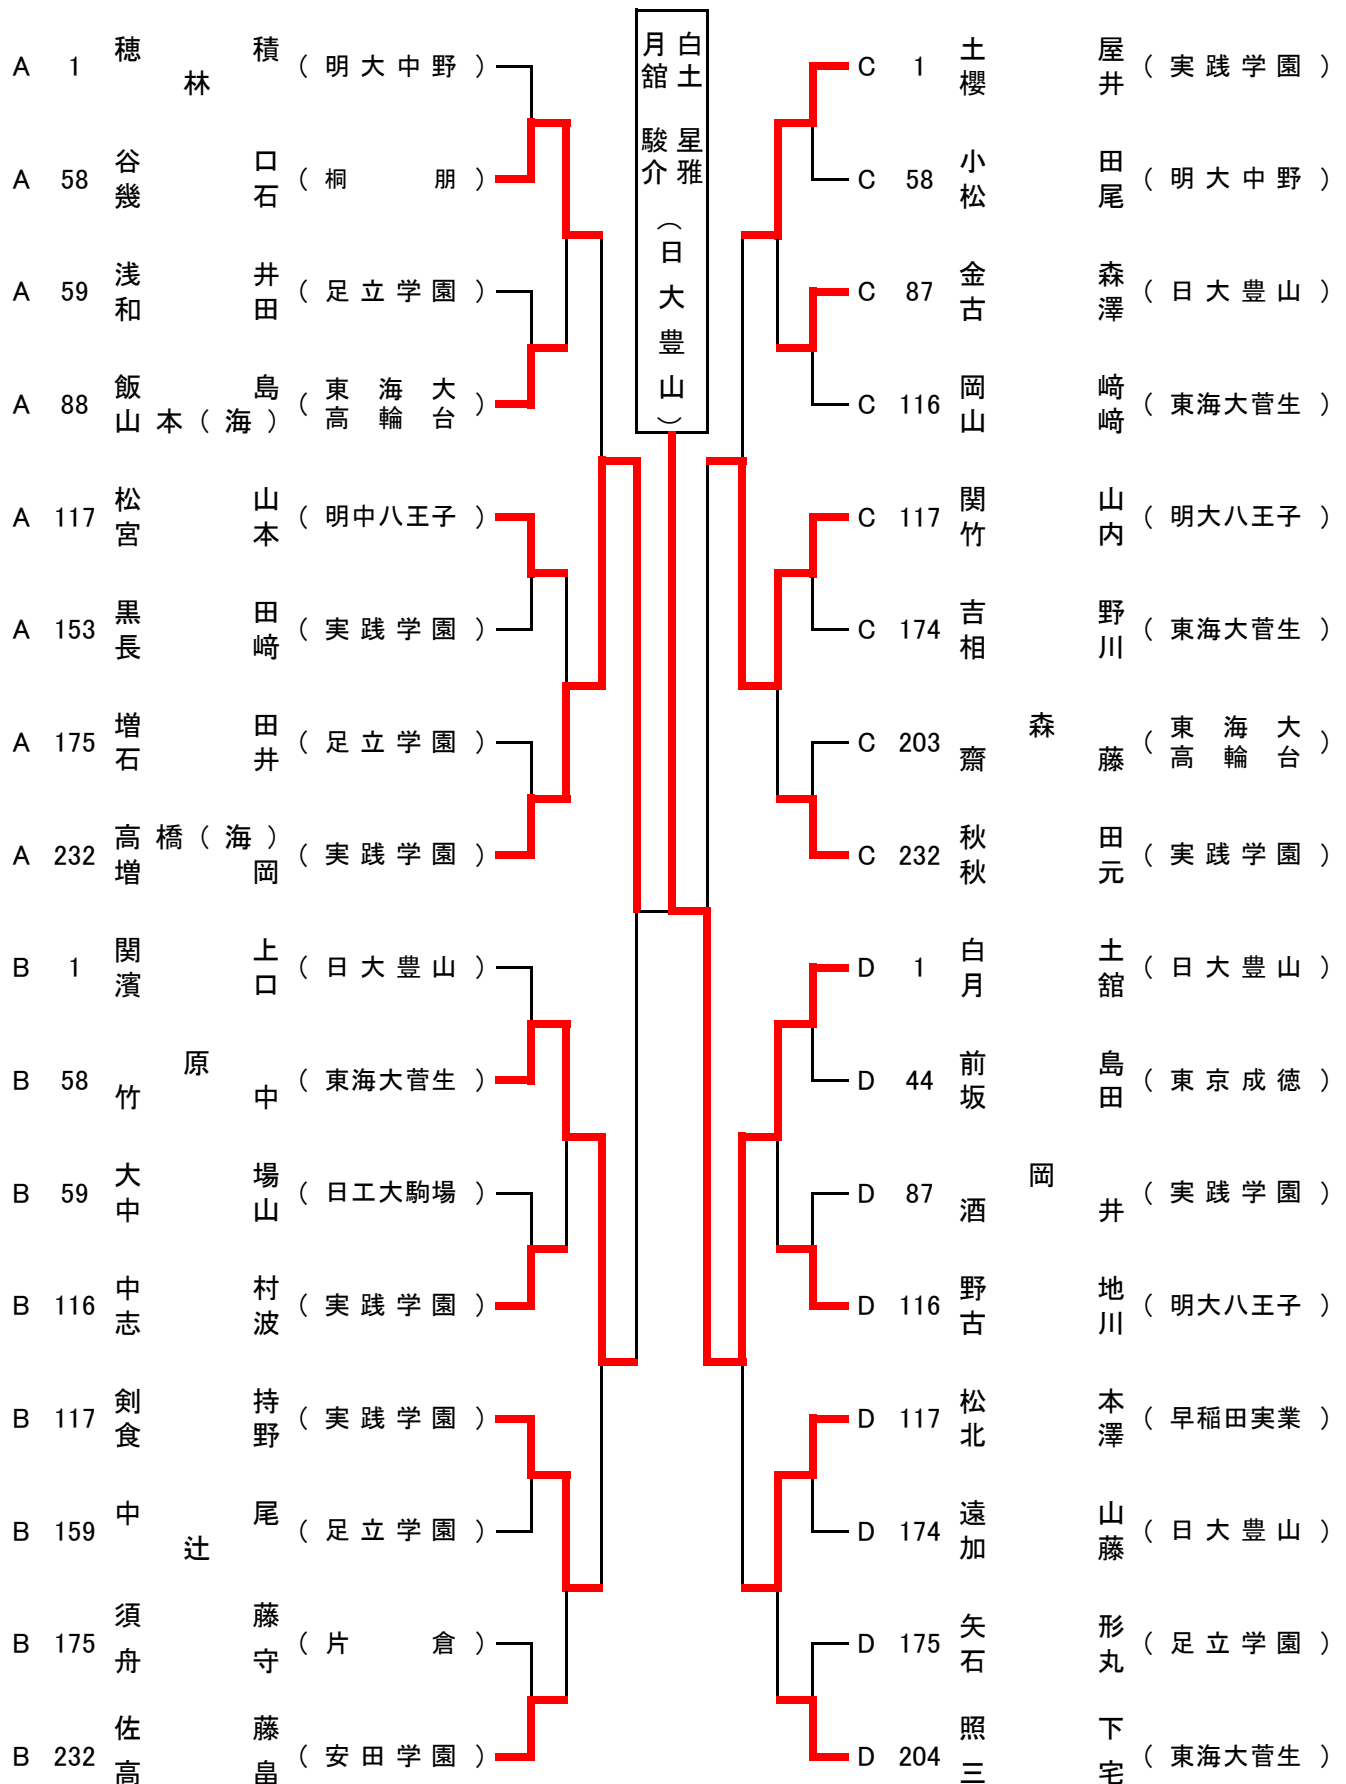 白土 星雅
月舘 駿介
（日大豊山）
A 1 穂積 林 （明大中野）
A 58 谷口 幾石 （桐朋）
A 59 浅井 和田 （足立学園）
A 88 飯島 山本（海） （東海大高輪台）
A 117 松山 宮本 （明中八王子）
A 153 黒田 長﨑 （実践学園）
A 175 増田 石井 （足立学園）
A 232 高橋（海） 増岡 （実践学園）
B 1 関上 濱口 （日大豊山）
B 58 原 竹中 （東海大菅生）
B 59 大場 中山 （日工大駒場）
B 116 中村 志波 （実践学園）
B 117 剣持 食野 （実践学園）
B 159 中尾 辻 （足立学園）
B 175 須藤 舟守 （片倉）
B 232 佐藤 高畠 （安田学園）
C 1 土屋 櫻井 （実践学園）
C 58 小田 松尾 （明大中野）
C 87 金森 古澤 （日大豊山）
C 116 岡﨑 山﨑 （東海大菅生）
C 117 関山 竹内 （明大八王子）
C 174 吉野 相川 （東海大菅生）
C 203 森 齋藤 （東海大高輪台）
C 232 秋田 秋元 （実践学園）
D 1 白土 月舘 （日大豊山）
D 44 前島 坂田 （東京成徳）
D 87 岡 酒井 （実践学園）
D 116 野地 古川 （明大八王子）
D 117 松本 北澤 （早稲田実業）
D 174 遠山 加藤 （日大豊山）
D 175 矢形 石丸 （足立学園）
D 204 照下 三宅 （東海大菅生）